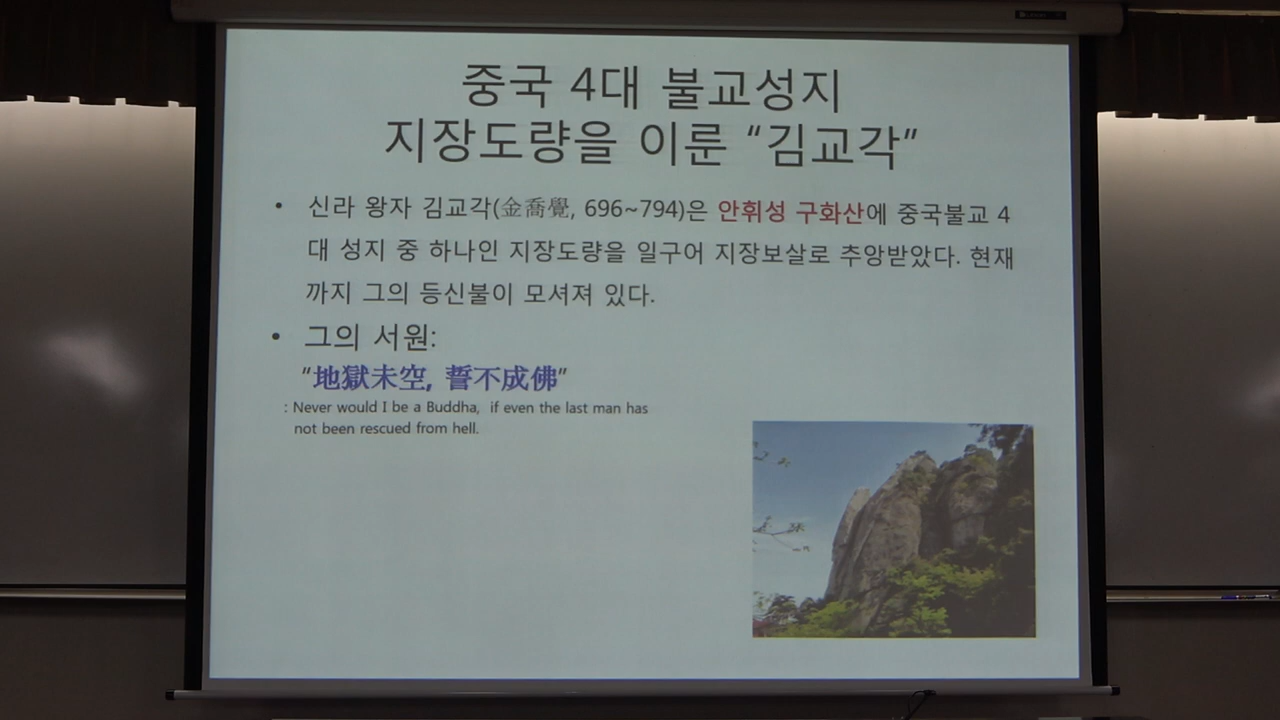 중국 4대 불교성지
지장도량을 이룬 “김교각”
• 신라 왕자 김교각(金喬覺, 696~794)은 안휘성 구화산에 중국불교 4
대 성지 중 하나인 지장도량을 일구어 지장보살로 추앙받았다. 현재
까지 그의 등신불이 모셔져 있다.
• 그의 서원:
“地獄未空, 誓不成佛”
: Never would I be a Buddha, if even the last man has
not been rescued from hell.